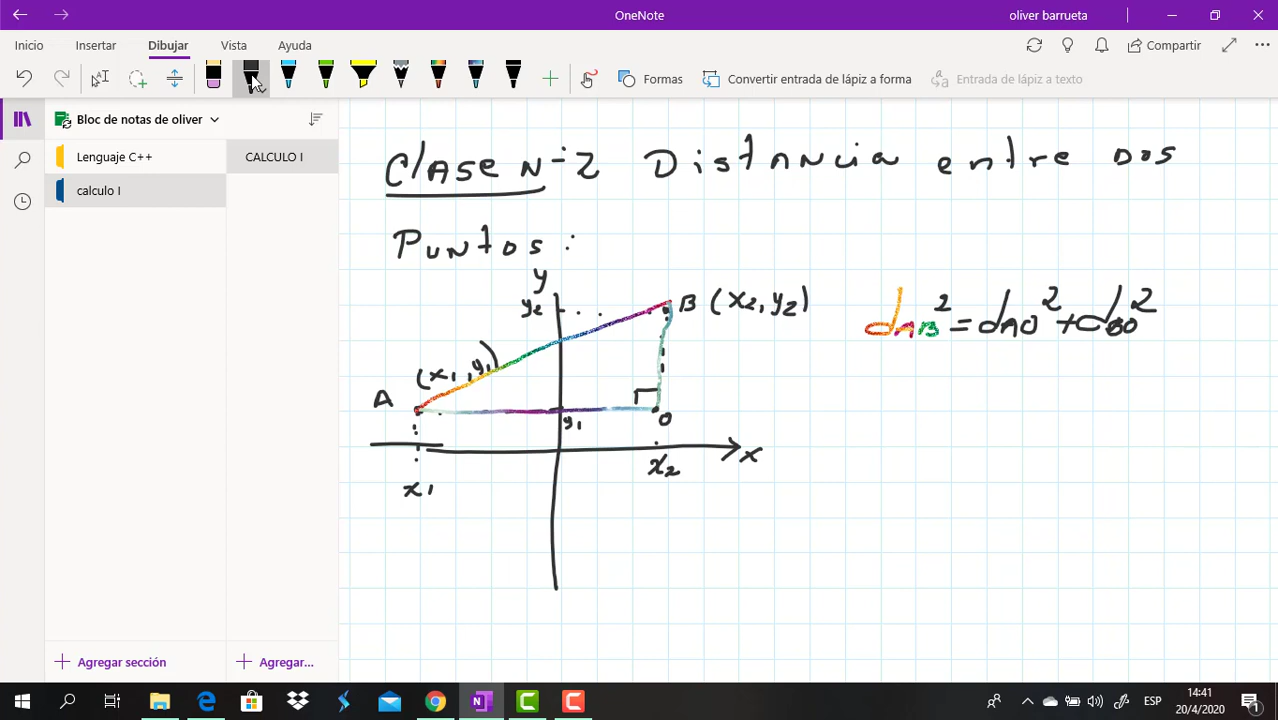 OneNote
oliver barrueta
Inicio
Insertar
Dibujar
Vista
Ayuda
Compartir
Formas
Convertir entrada de lápiz a forma
Entrada de lápiz a texto
Bloc de notas de oliver
Lenguaje C++
calculo I
CALCULO I
Clase N-2 Distancia entre Dos
Puntos:
y
y2
B (x2, y2)
dAB² = dAO² + dBO²
(x1, y1)
A
y1
O
x
x1
x2
Agregar sección
Agregar...
ESP
14:41
20/4/2020
1